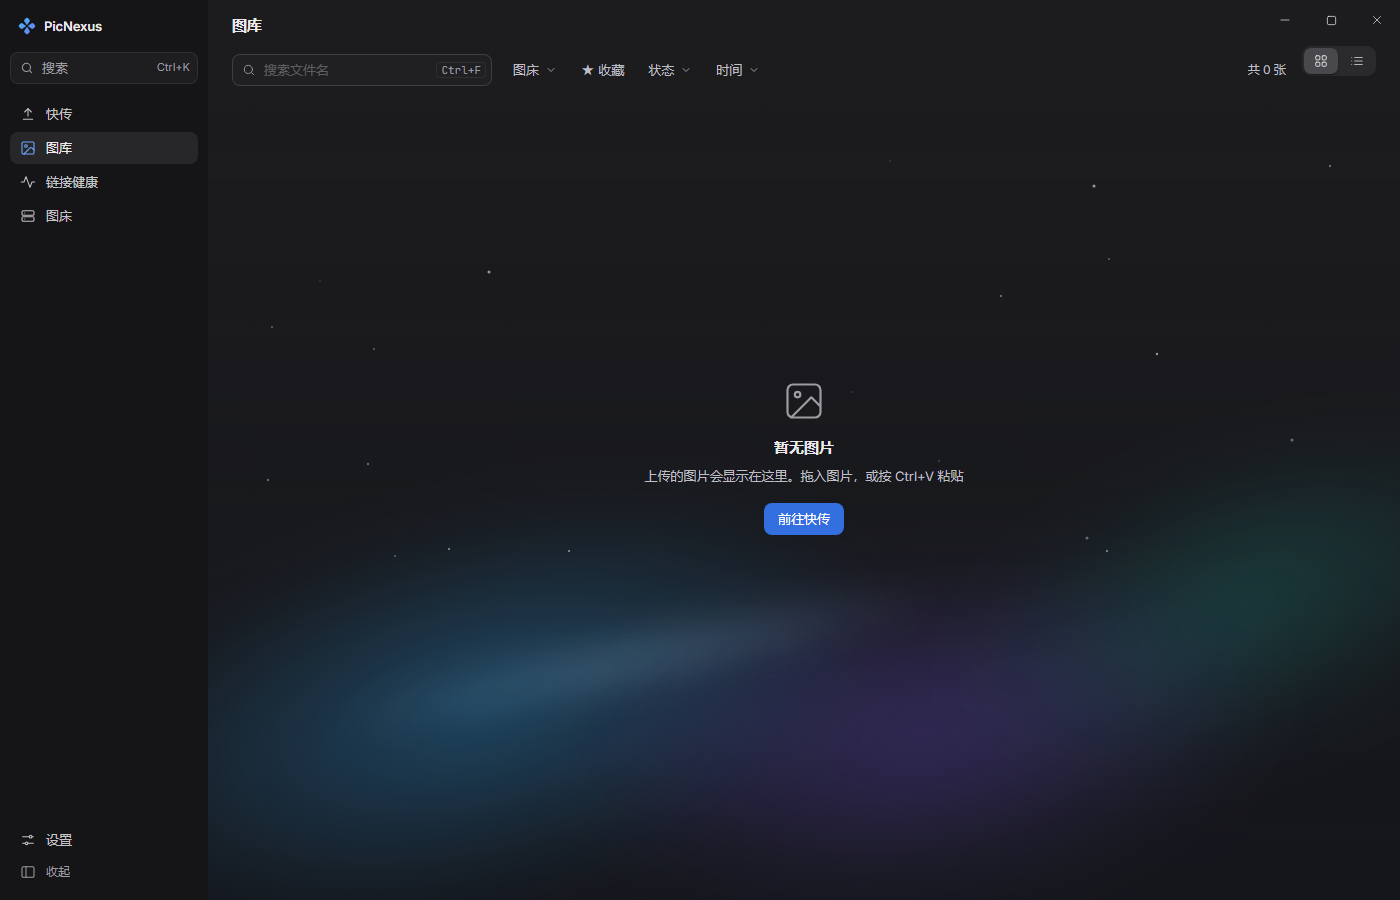 PicNexus
搜索 Ctrl+K
快传
图库
链接健康
图床
设置
收起
图库
搜索文件名 Ctrl+F
图床
★ 收藏
状态
时间
共 0 张
暂无图片
上传的图片会显示在这里。拖入图片，或按 Ctrl+V 粘贴
前往快传